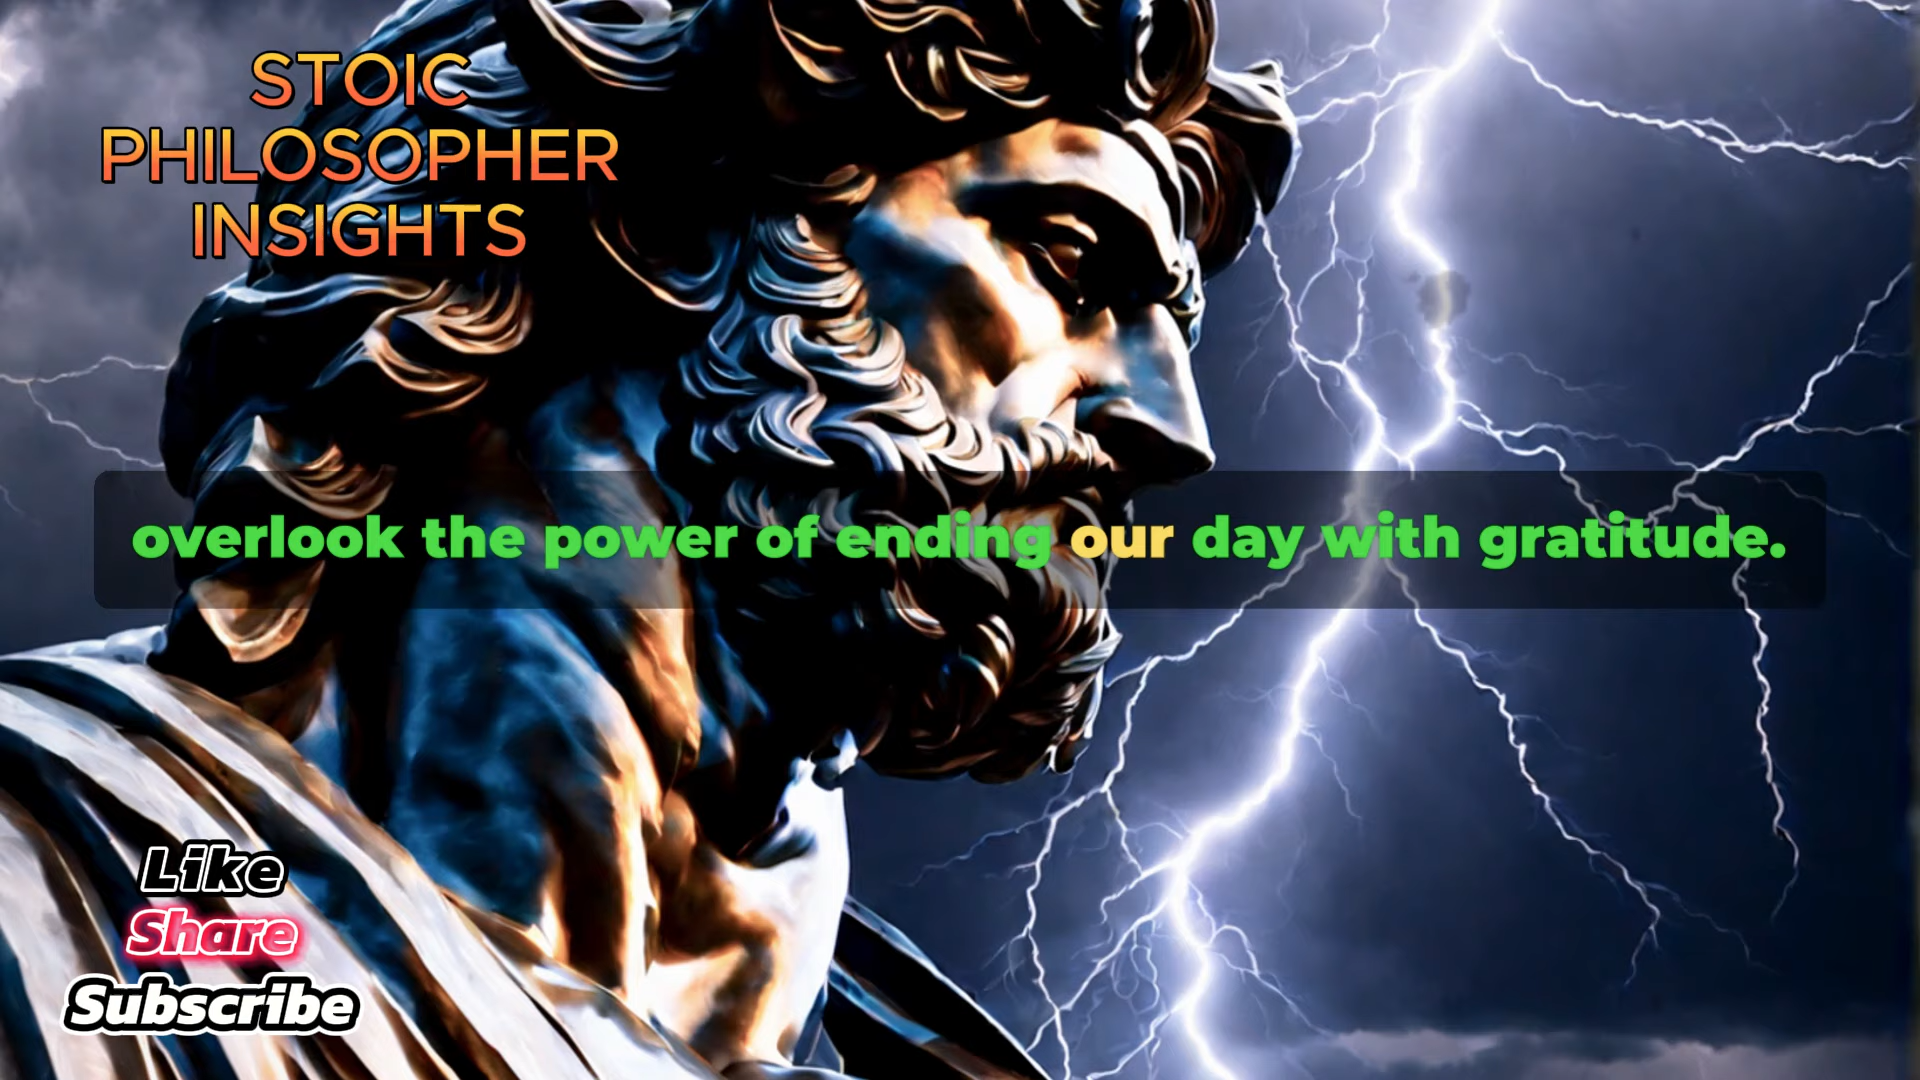 STOIC
PHILOSOPHER
INSIGHTS
overlook the power of ending our day with gratitude.
Like
Share
Subscribe